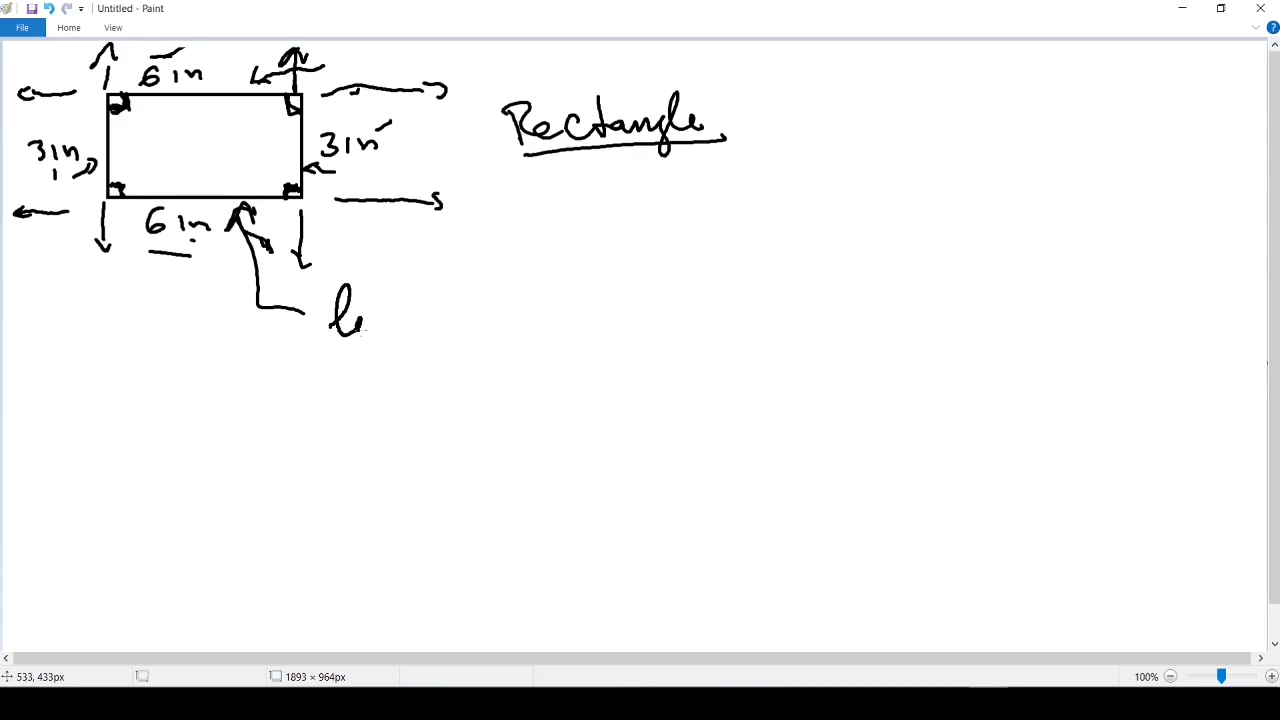 Untitled - Paint
File Home View
6 in
3 in
3 in
6 in
Rectangle
533, 433px
1893 × 964px
100%